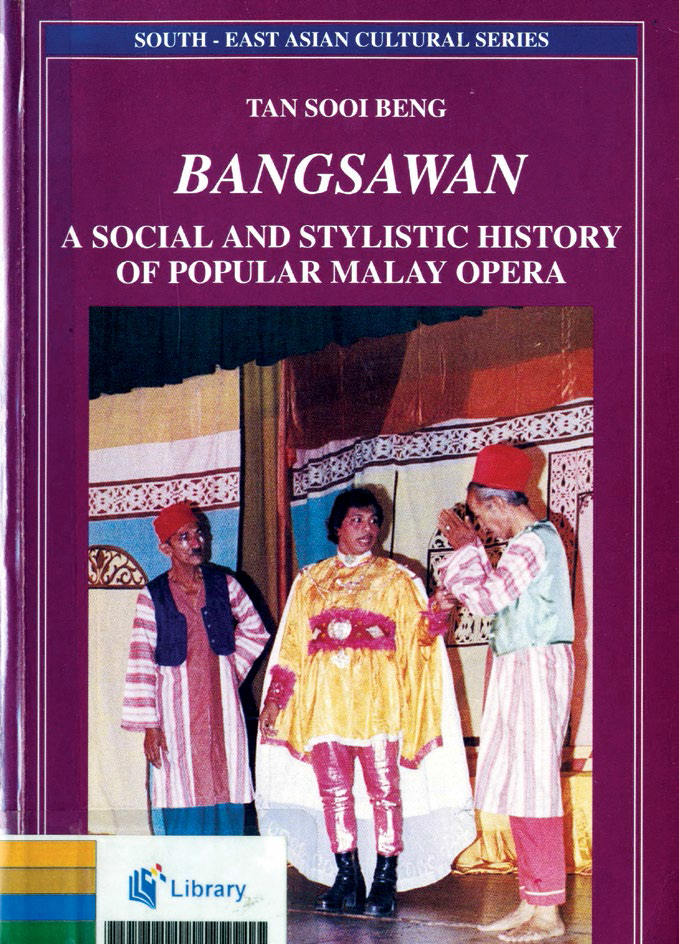 SOUTH - EAST ASIAN CULTURAL SERIES
TAN SOOI BENG
BANGSAWAN
A SOCIAL AND STYLISTIC HISTORY
OF POPULAR MALAY OPERA
Library